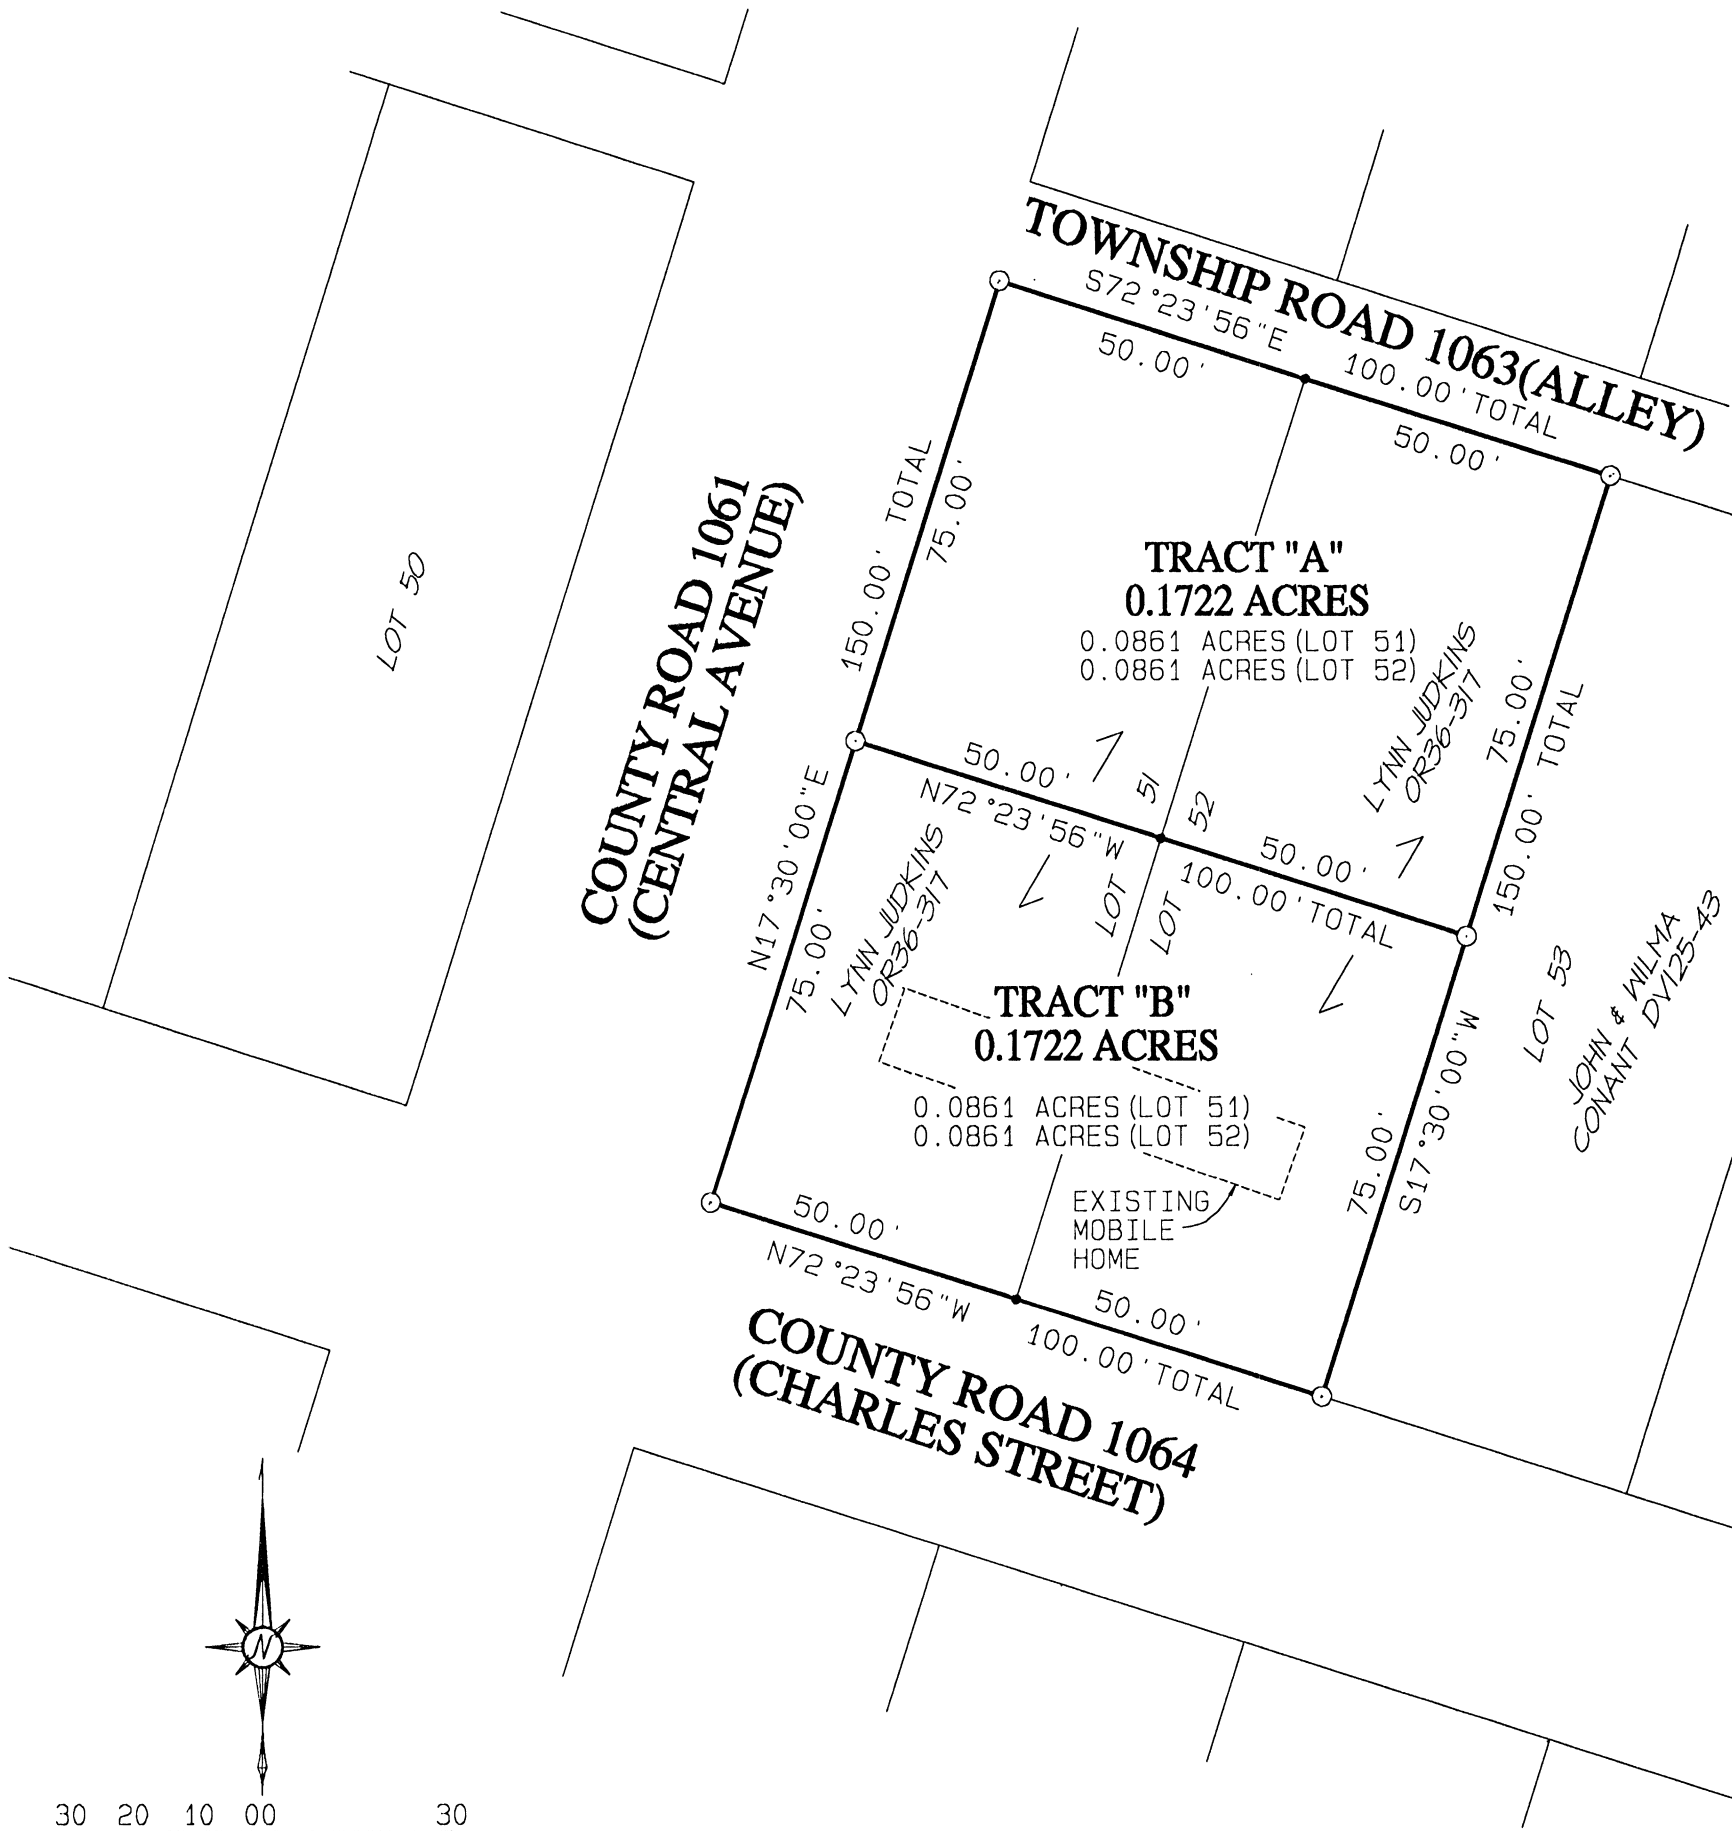 TOWNSHIP ROAD 1063(ALLEY)
S72°23'56"E
100.00'TOTAL
50.00'
50.00'
COUNTY ROAD 1061
(CENTRAL AVENUE)
LOT 50
150.00' TOTAL
75.00'
TRACT "A"
0.1722 ACRES
0.0861 ACRES(LOT 51)
0.0861 ACRES(LOT 52)
LYNN JUDKINS
OR36-317
75.00'
150.00' TOTAL
50.00'
N72°23'56"W
LOT 51
LOT 52
50.00'
100.00'TOTAL
N17°30'00"E
75.00'
LYNN JUDKINS
OR36-317
TRACT "B"
0.1722 ACRES
0.0861 ACRES(LOT 51)
0.0861 ACRES(LOT 52)
EXISTING
MOBILE
HOME
75.00'
S17°30'00"W
LOT 53
JOHN & WILMA
CONANT DV125-43
50.00'
N72°23'56"W
50.00'
100.00'TOTAL
COUNTY ROAD 1064
(CHARLES STREET)
N
30 20 10 00 30